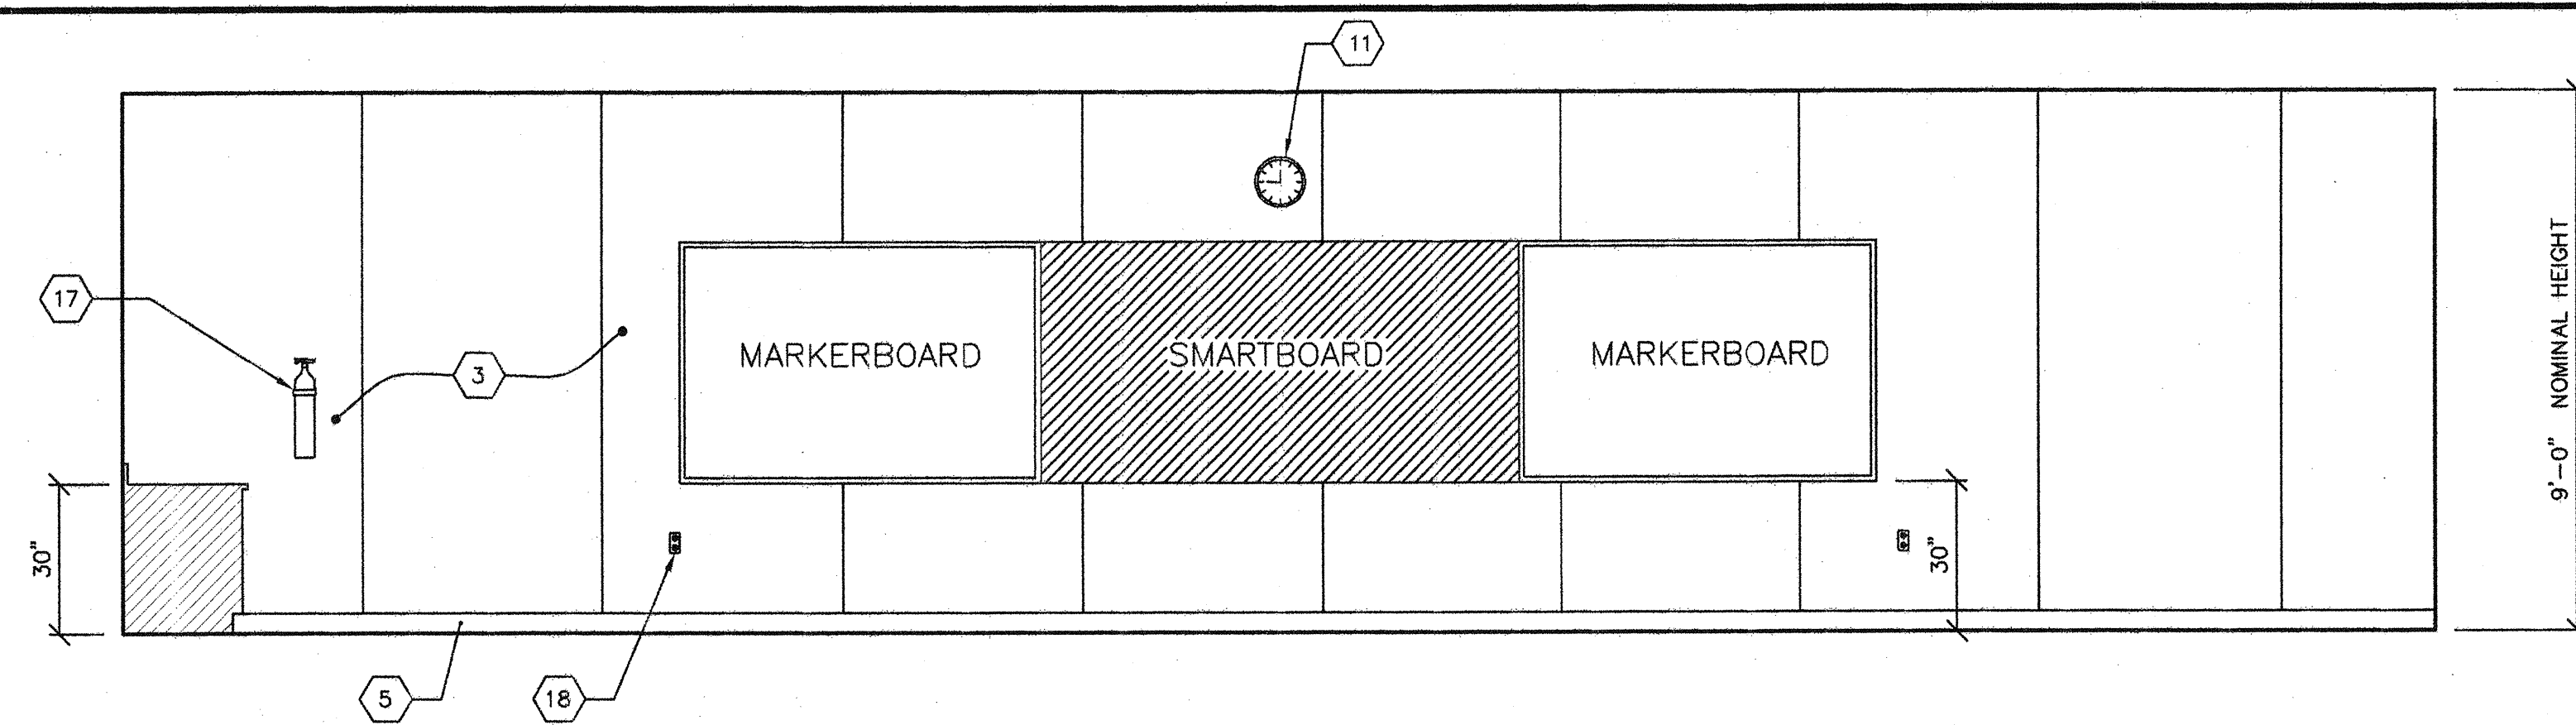 11
17
3
MARKERBOARD
SMARTBOARD
MARKERBOARD
9'-0" NOMINAL HEIGHT
30"
30"
5
18